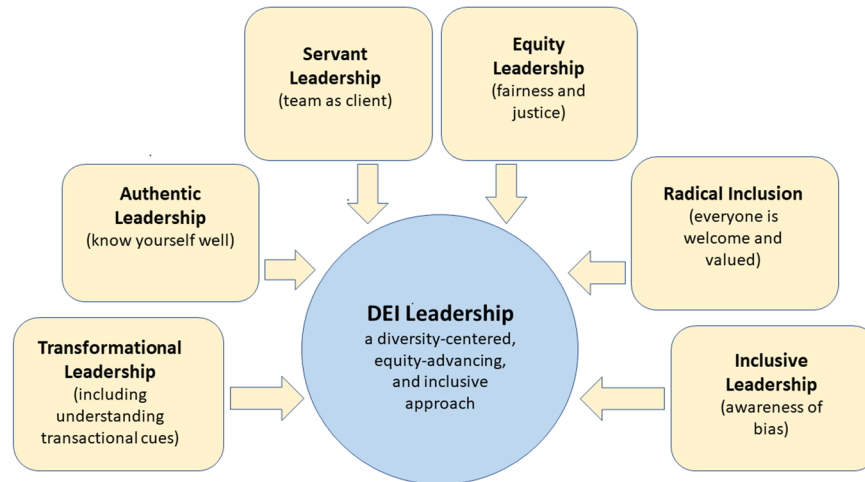 Servant
Leadership
(team as client)
Equity
Leadership
(fairness and
justice)
Authentic
Leadership
(know yourself well)
Radical Inclusion
(everyone is
welcome and
valued)
DEI Leadership
a diversity-centered,
equity-advancing,
and inclusive
approach
Transformational
Leadership
(including
understanding
transactional cues)
Inclusive
Leadership
(awareness of
bias)